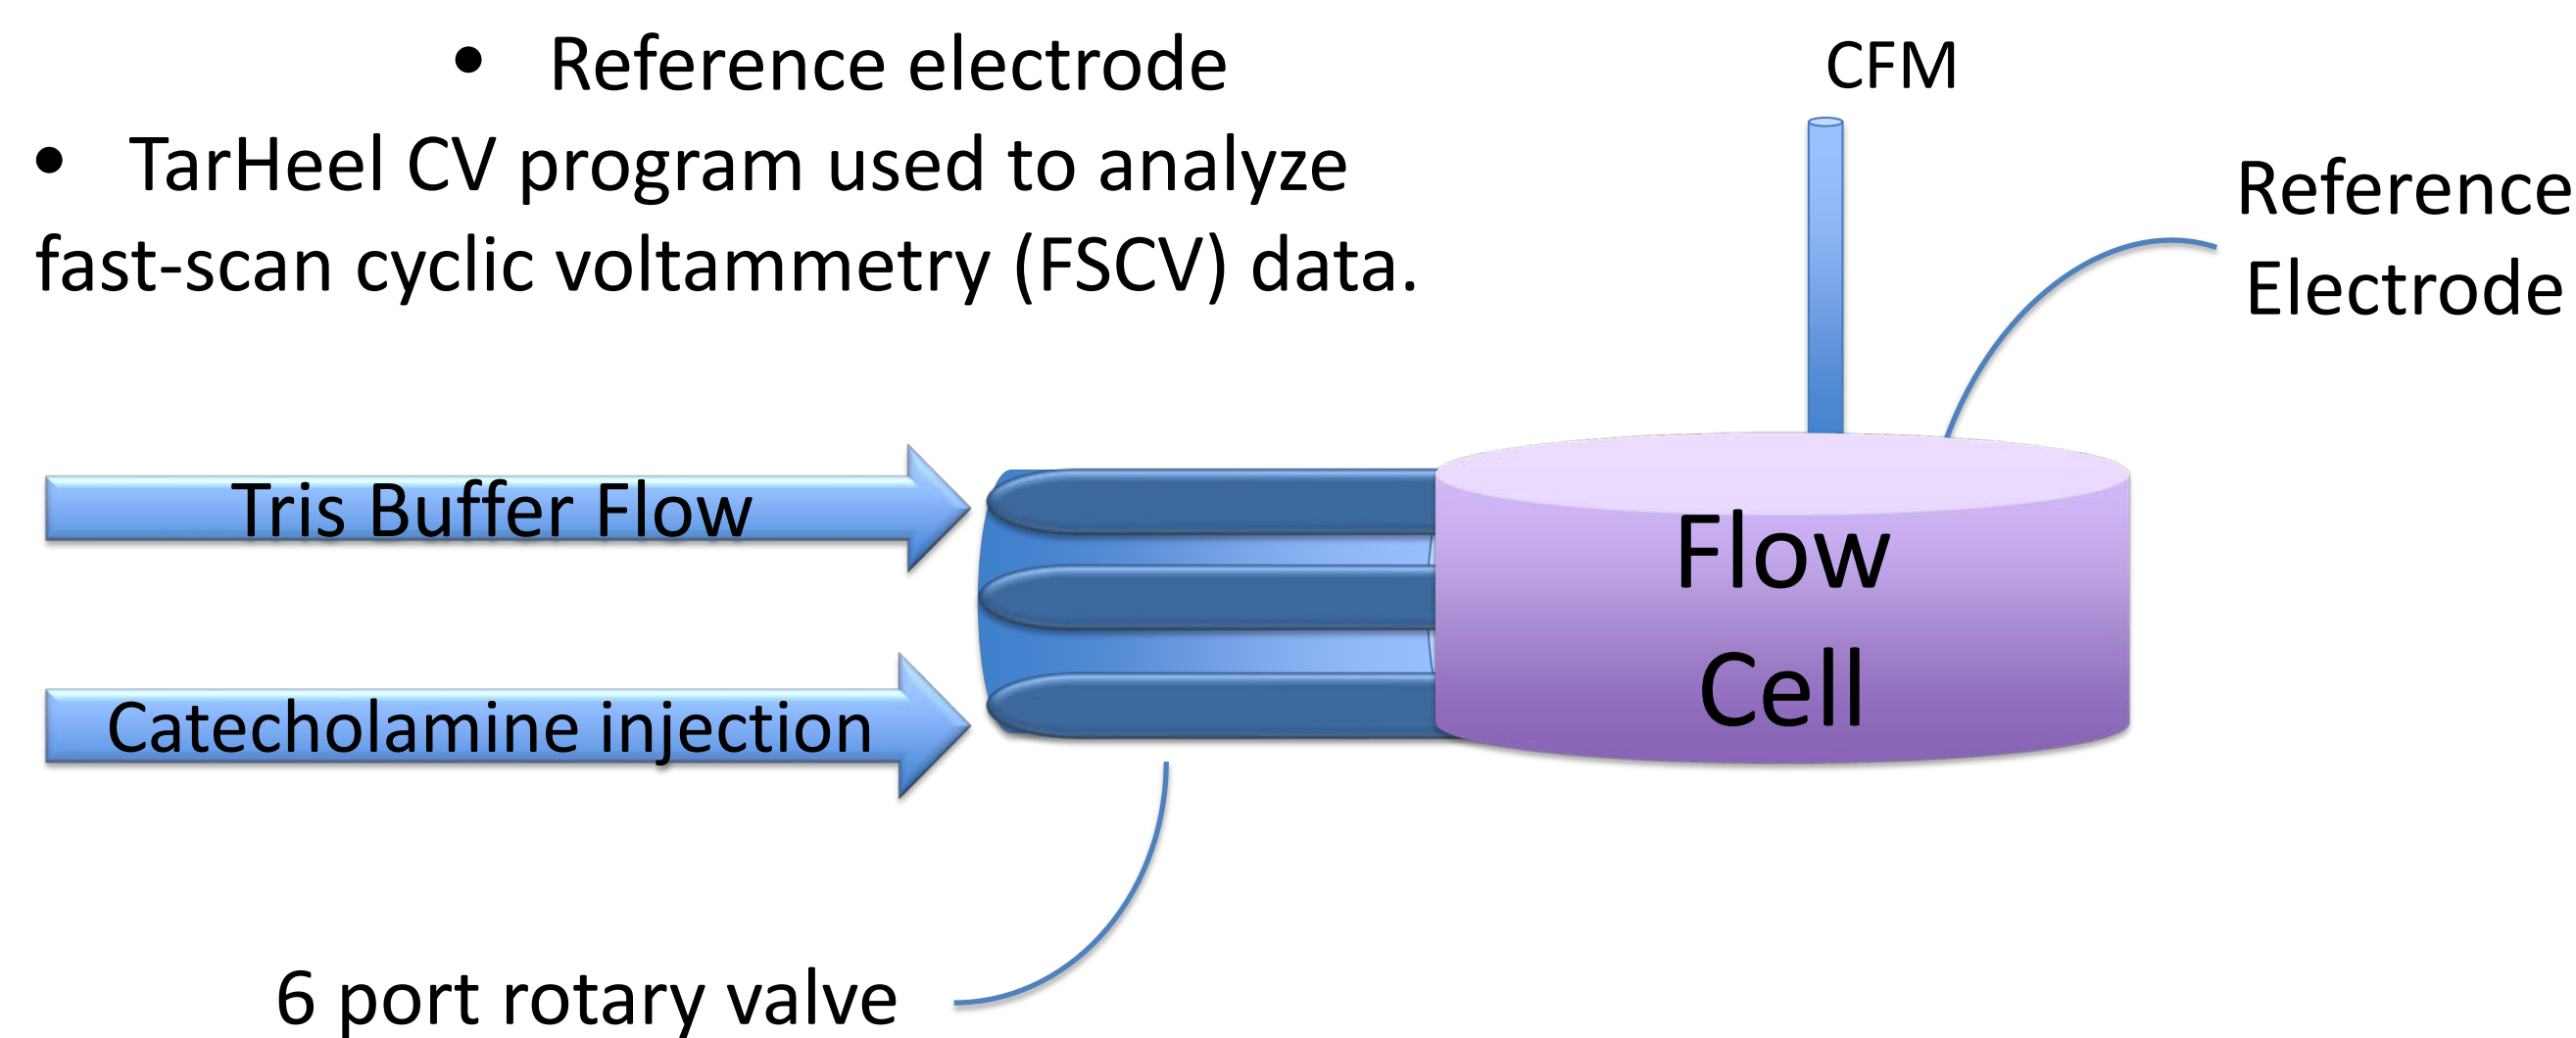 • Reference electrode
• TarHeel CV program used to analyze
fast-scan cyclic voltammetry (FSCV) data.
CFM
Reference
Electrode
Tris Buffer Flow
Catecholamine injection
Flow
Cell
6 port rotary valve